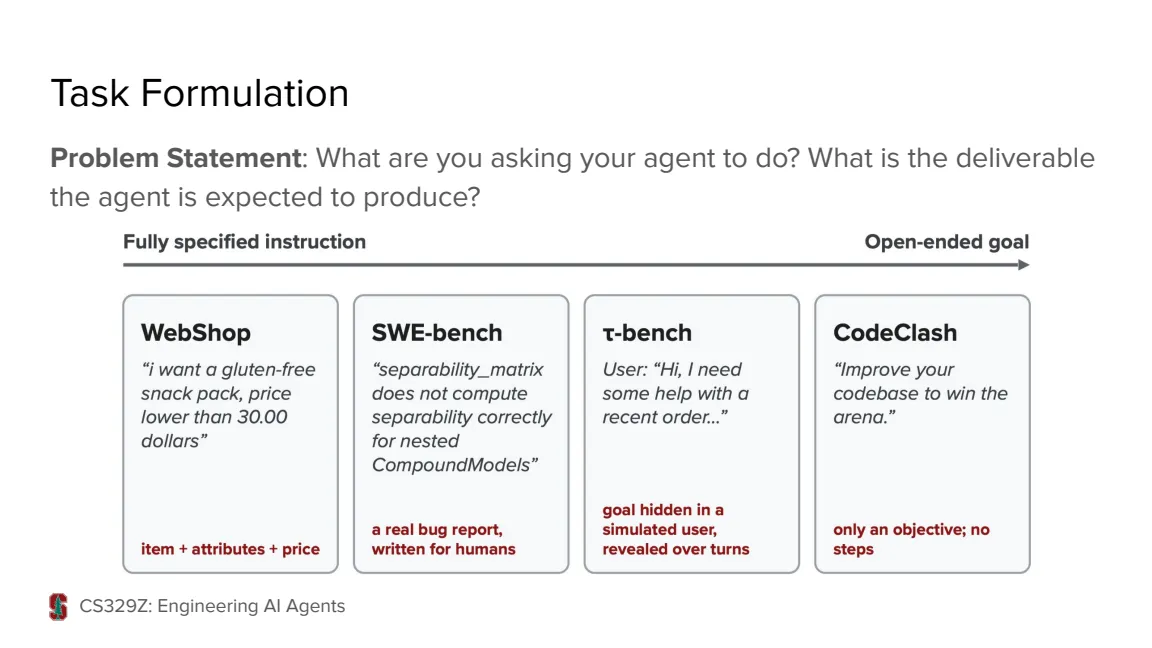 Task Formulation
Problem Statement: What are you asking your agent to do? What is the deliverable
the agent is expected to produce?
Fully specified instruction
Open-ended goal
WebShop
“i want a gluten-free
snack pack, price
lower than 30.00
dollars”
item + attributes + price
SWE-bench
“separability_matrix
does not compute
separability correctly
for nested
CompoundModels”
a real bug report,
written for humans
τ-bench
User: “Hi, I need
some help with a
recent order...”
goal hidden in a
simulated user,
revealed over turns
CodeClash
“Improve your
codebase to win the
arena.”
only an objective; no
steps
CS329Z: Engineering AI Agents